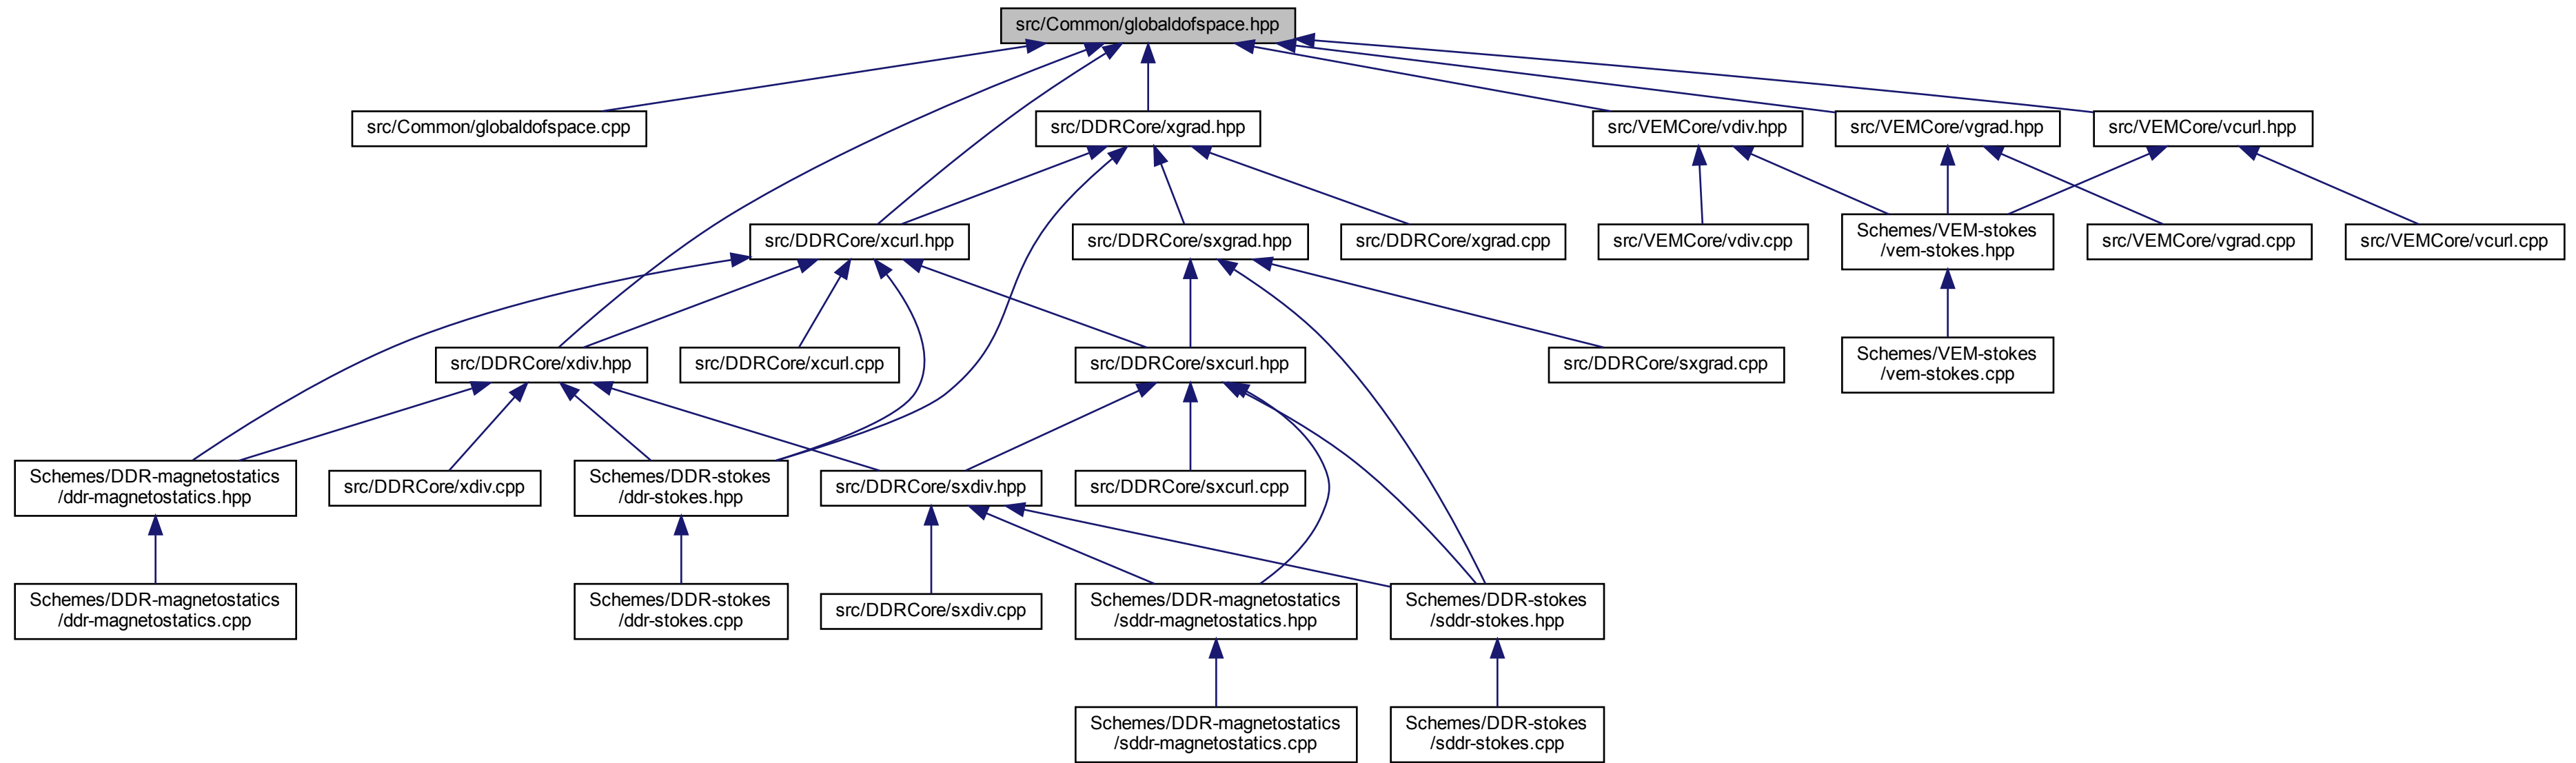 src/Common/globaldofspace.hpp
src/Common/globaldofspace.cpp
src/DDRCore/xgrad.hpp
src/VEMCore/vdiv.hpp
src/VEMCore/vgrad.hpp
src/VEMCore/vcurl.hpp
src/DDRCore/xcurl.hpp
src/DDRCore/sxgrad.hpp
src/DDRCore/xgrad.cpp
src/VEMCore/vdiv.cpp
Schemes/VEM-stokes
/vem-stokes.hpp
src/VEMCore/vgrad.cpp
src/VEMCore/vcurl.cpp
src/DDRCore/xdiv.hpp
src/DDRCore/xcurl.cpp
src/DDRCore/sxcurl.hpp
src/DDRCore/sxgrad.cpp
Schemes/VEM-stokes
/vem-stokes.cpp
Schemes/DDR-magnetostatics
/ddr-magnetostatics.hpp
src/DDRCore/xdiv.cpp
Schemes/DDR-stokes
/ddr-stokes.hpp
src/DDRCore/sxdiv.hpp
src/DDRCore/sxcurl.cpp
Schemes/DDR-magnetostatics
/ddr-magnetostatics.cpp
Schemes/DDR-stokes
/ddr-stokes.cpp
src/DDRCore/sxdiv.cpp
Schemes/DDR-magnetostatics
/sddr-magnetostatics.hpp
Schemes/DDR-stokes
/sddr-stokes.hpp
Schemes/DDR-magnetostatics
/sddr-magnetostatics.cpp
Schemes/DDR-stokes
/sddr-stokes.cpp